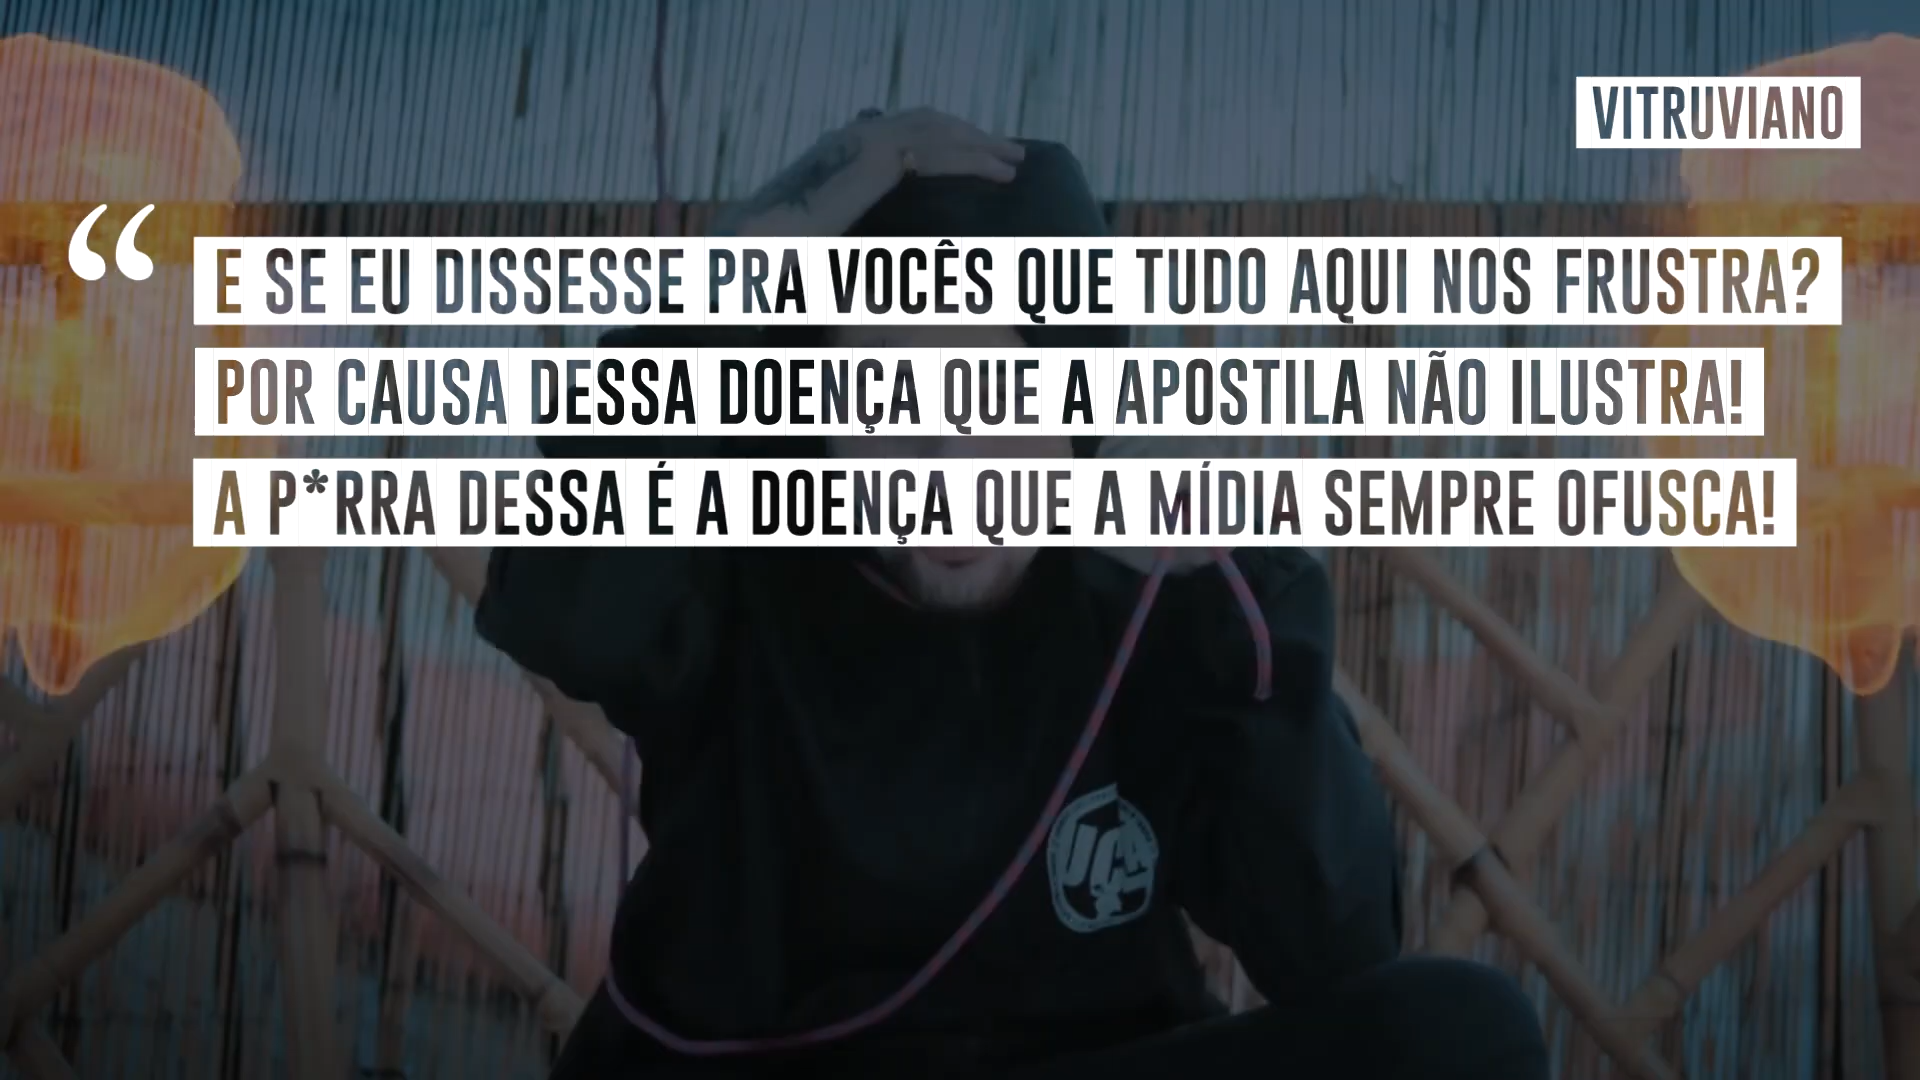 VITRUVIANO
“
E SE EU DISSESSE PRA VOCÊS QUE TUDO AQUI NOS FRUSTRA?
POR CAUSA DESSA DOENÇA QUE A APOSTILA NÃO ILUSTRA!
A P*RRA DESSA É A DOENÇA QUE A MÍDIA SEMPRE OFUSCA!